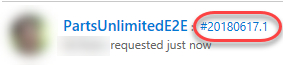 PartsUnlimitedE2E : #20180617.1
requested just now